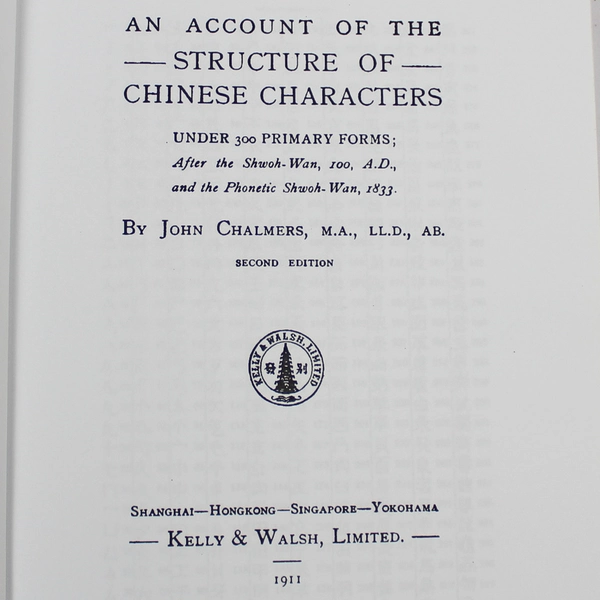 AN ACCOUNT OF THE
STRUCTURE OF
CHINESE CHARACTERS
UNDER 300 PRIMARY FORMS;
After the Shwoh-Wan, 100, A.D.,
and the Phonetic Shwoh-Wan, 1833.
BY JOHN CHALMERS, M.A., LL.D., AB.
SECOND EDITION
KELLY & WALSH, LIMITED
發 別
SHANGHAI—HONGKONG—SINGAPORE—YOKOHAMA
— KELLY & WALSH, LIMITED. —
1911